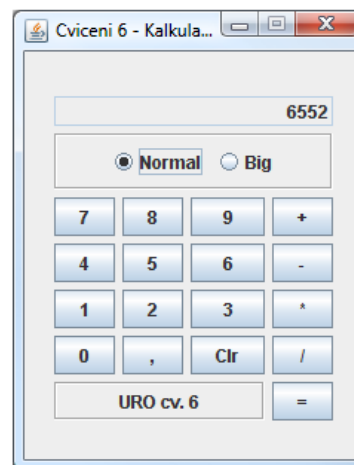 Cviceni 6 - Kalkula...
6552
Normal Big
7 8 9 +
4 5 6 -
1 2 3 *
0 , Clr /
URO cv. 6 =